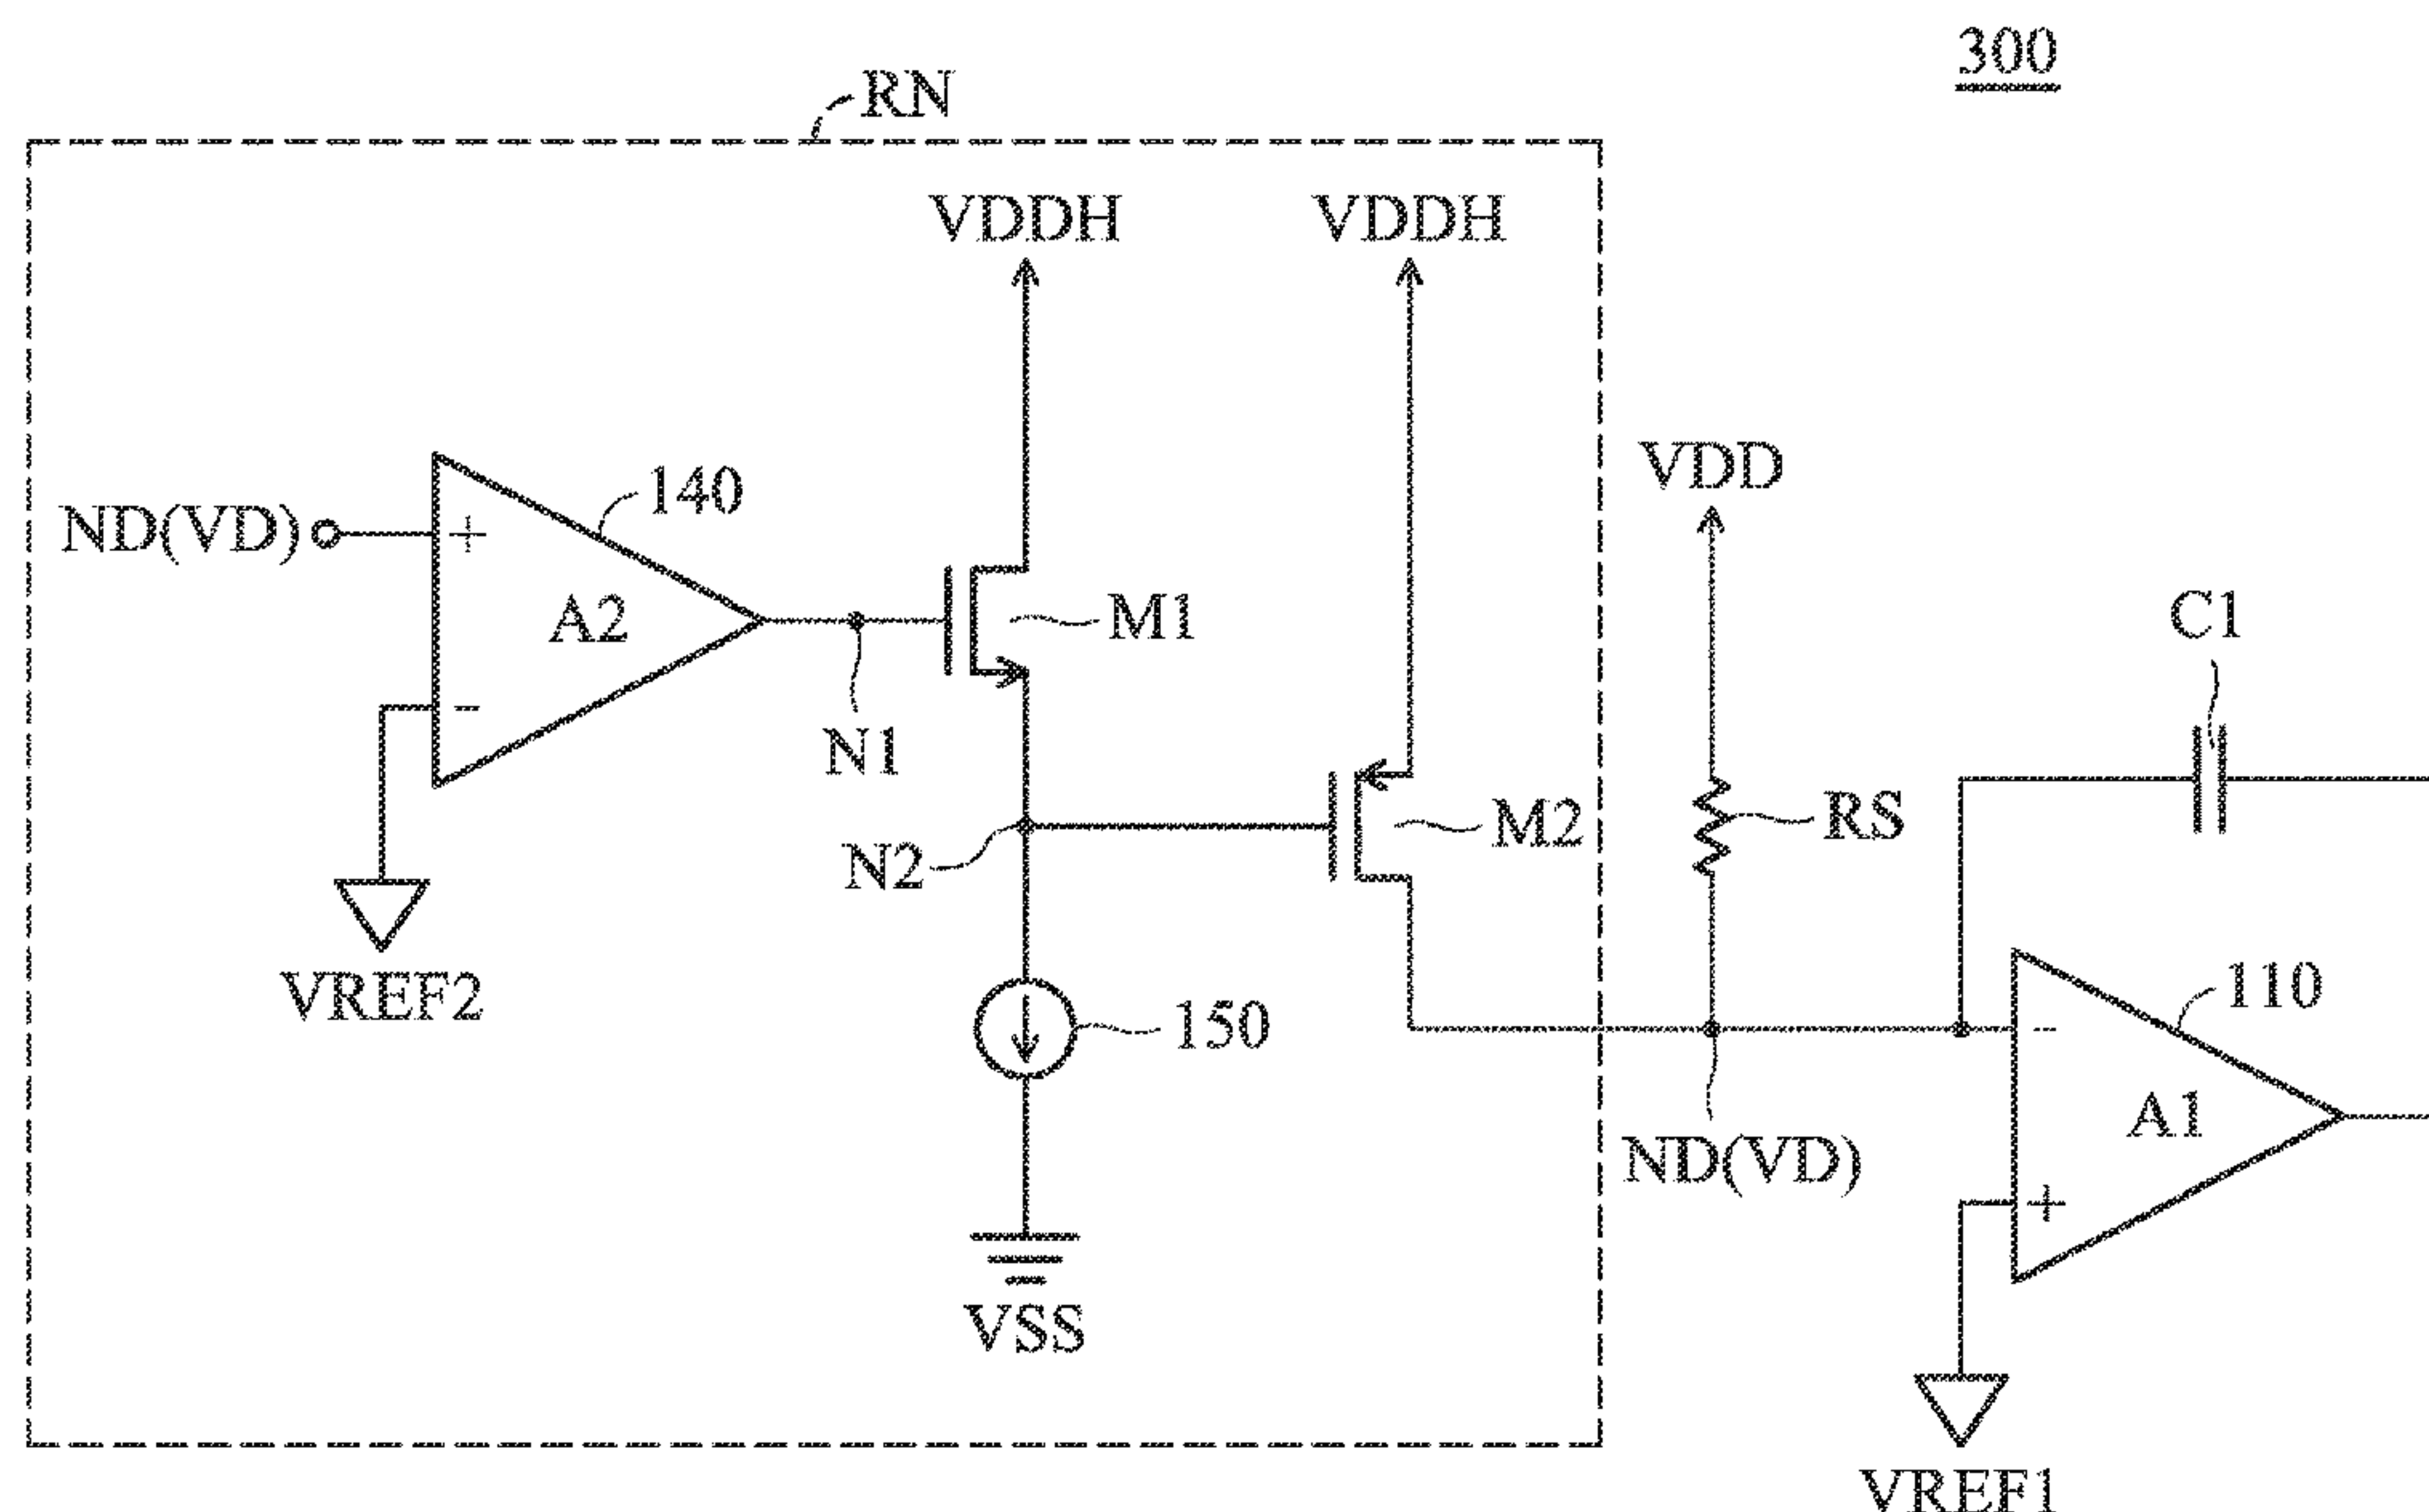 300
RN
VDDH
VDDH
VDD
140
ND(VD)
+
A2
M1
C1
-
N1
M2
RS
N2
VREF2
150
110
-
A1
ND(VD)
+
VSS
VREF1